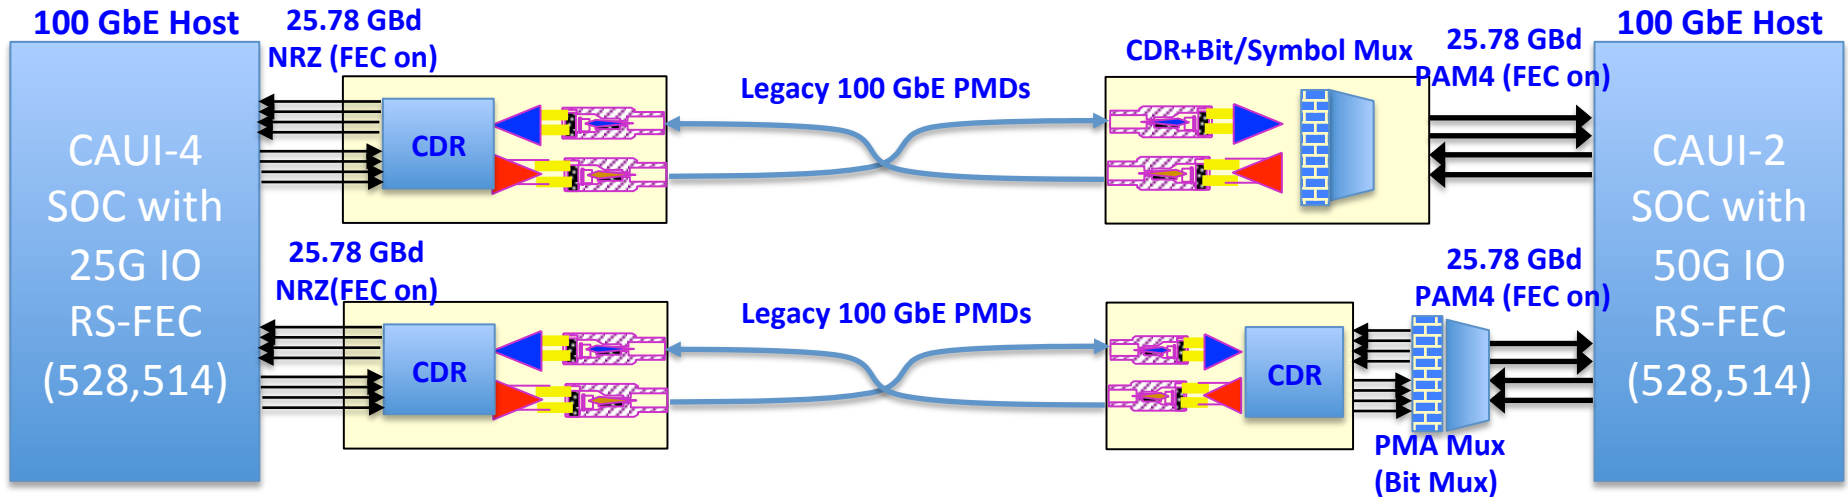 100 GbE Host
CAUI-4
SOC with
25G IO
RS-FEC
(528,514)
25.78 GBd
NRZ (FEC on)
CDR
Legacy 100 GbE PMDs
CDR+Bit/Symbol Mux
25.78 GBd
PAM4 (FEC on)
25.78 GBd
NRZ(FEC on)
CDR
Legacy 100 GbE PMDs
CDR
25.78 GBd
PAM4 (FEC on)
PMA Mux
(Bit Mux)
100 GbE Host
CAUI-2
SOC with
50G IO
RS-FEC
(528,514)